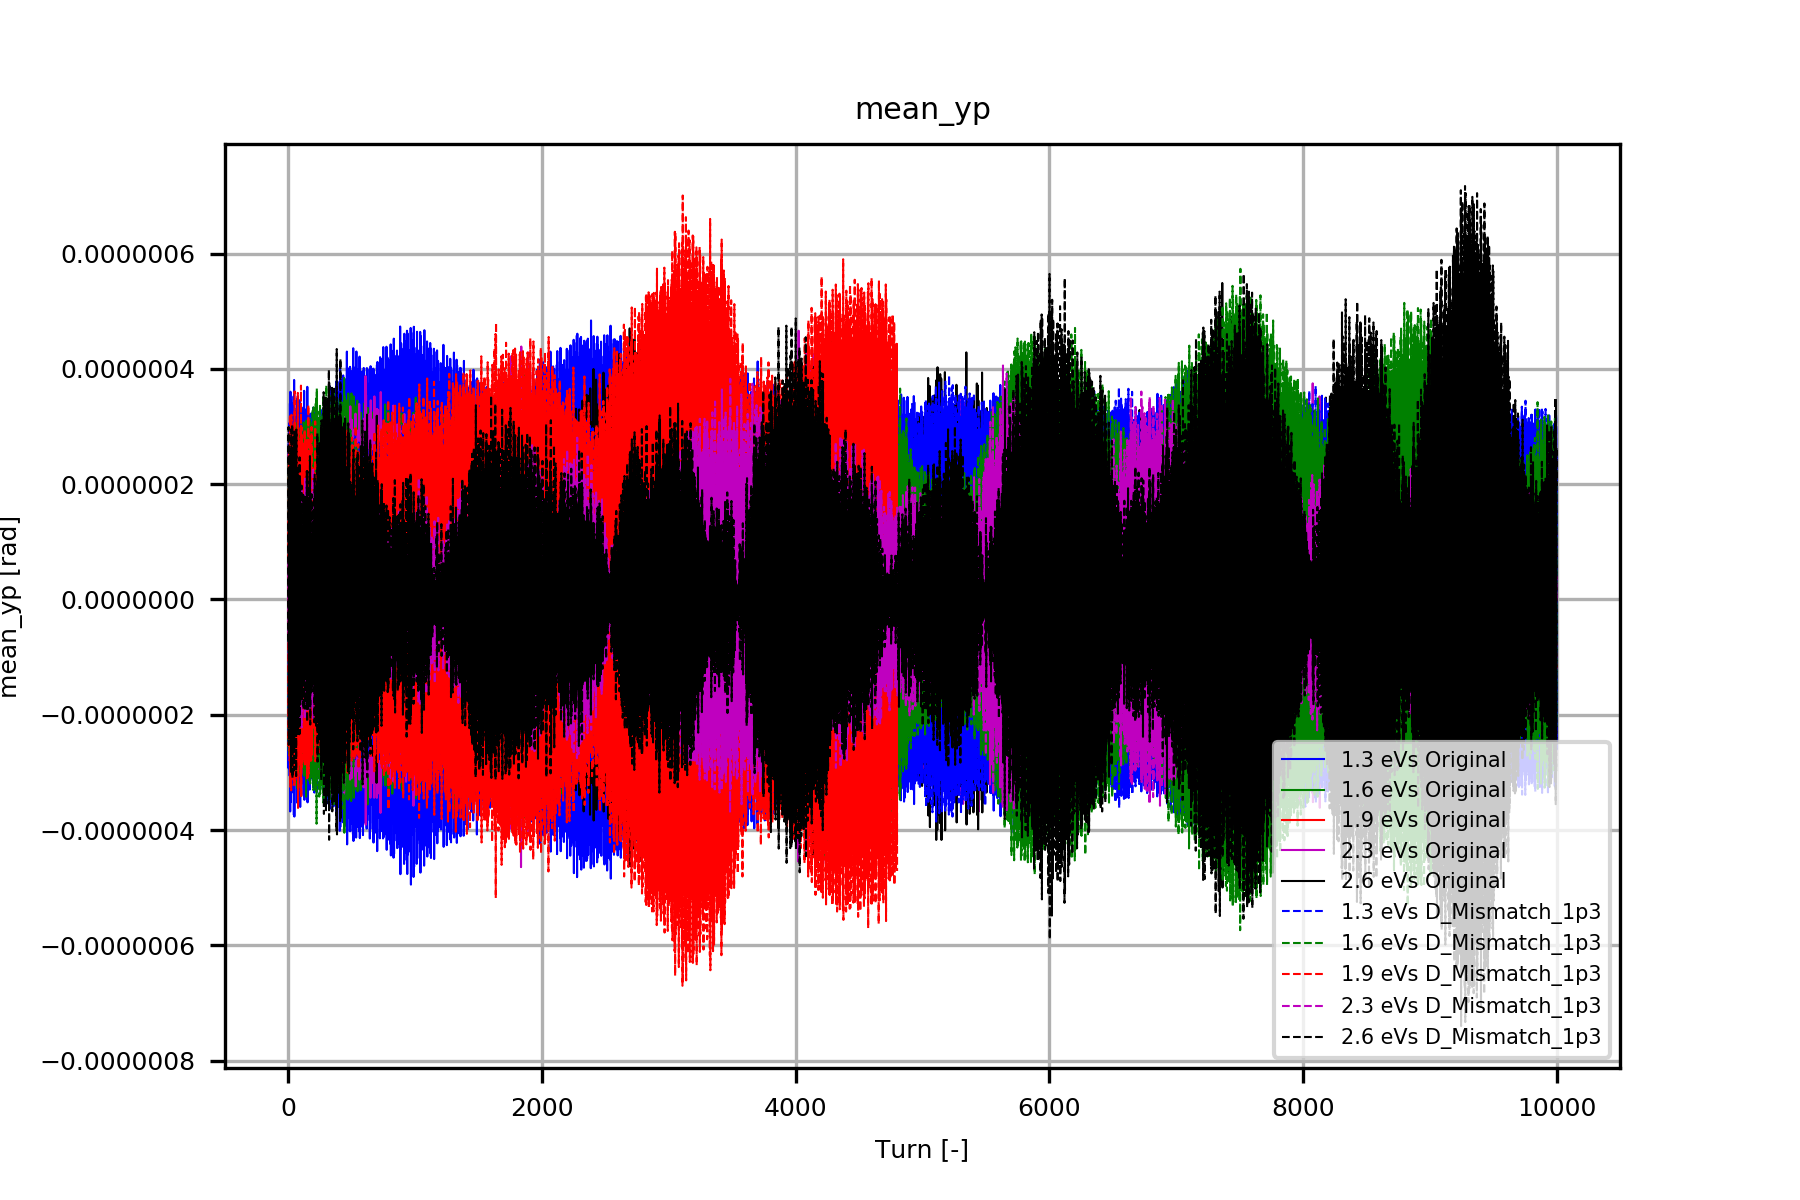 mean_yp
0.0000006
0.0000004
0.0000002
0.0000000
−0.0000002
−0.0000004
−0.0000006
−0.0000008
mean_yp [rad]
0 2000 4000 6000 8000 10000
Turn [-]
1.3 eVs Original
1.6 eVs Original
1.9 eVs Original
2.3 eVs Original
2.6 eVs Original
1.3 eVs D_Mismatch_1p3
1.6 eVs D_Mismatch_1p3
1.9 eVs D_Mismatch_1p3
2.3 eVs D_Mismatch_1p3
2.6 eVs D_Mismatch_1p3